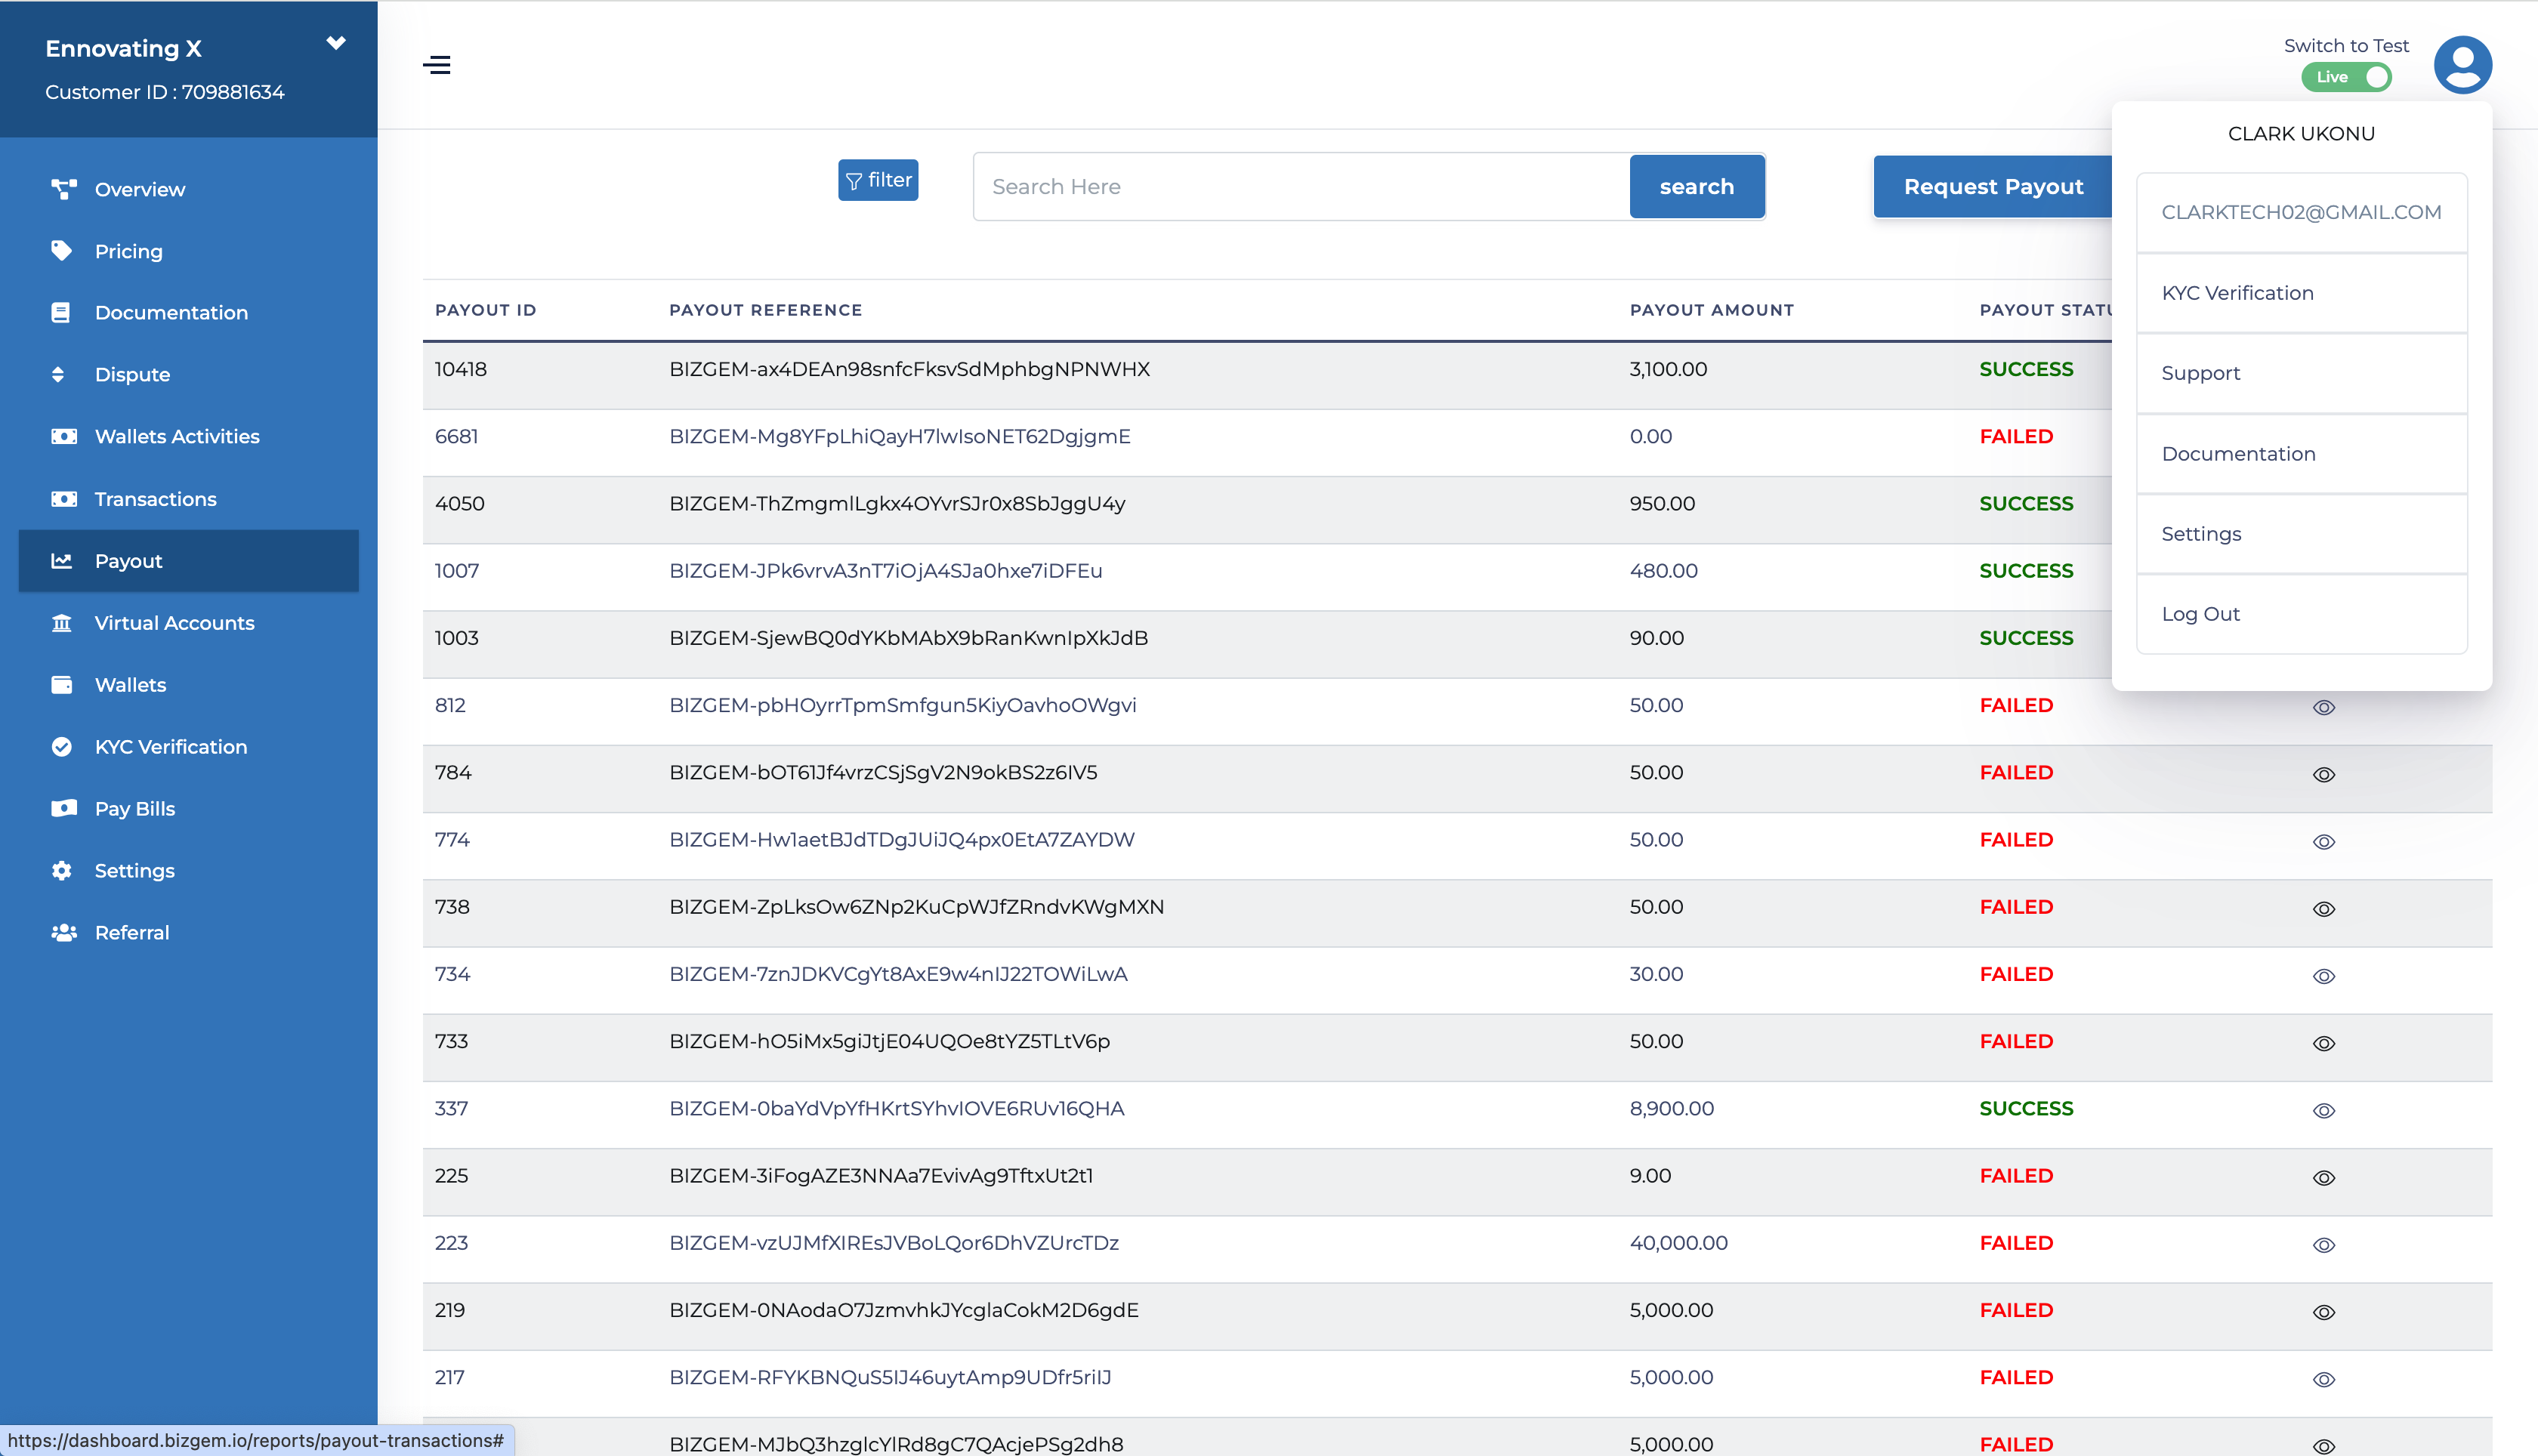 Ennovating X
Customer ID : 709881634
Overview
Pricing
Documentation
Dispute
Wallets Activities
Transactions
Payout
Virtual Accounts
Wallets
KYC Verification
Pay Bills
Settings
Referral
Switch to Test
Live
CLARK UKONU
CLARKTECH02@GMAIL.COM
KYC Verification
Support
Documentation
Settings
Log Out
filter
Search Here
search
Request Payout
PAYOUT ID PAYOUT REFERENCE PAYOUT AMOUNT PAYOUT STATU
10418 BIZGEM-ax4DEAn98snfcFksvSdMphbgNPNWHX 3,100.00 SUCCESS
6681 BIZGEM-Mg8YFpLhiQayH7lwIsoNET62DgjgmE 0.00 FAILED
4050 BIZGEM-ThZmgmlLgkx4OYvrSJr0x8SbJggU4y 950.00 SUCCESS
1007 BIZGEM-JPk6vrvA3nT7iOjA4SJa0hxe7iDFEu 480.00 SUCCESS
1003 BIZGEM-SjewBQ0dYKbMAbX9bRanKwnIpXkJdB 90.00 SUCCESS
812 BIZGEM-pbHOyrrTpmSmfgun5KiyOavhoOWgvi 50.00 FAILED
784 BIZGEM-bOT61Jf4vrzCSjSgV2N9okBS2z6IV5 50.00 FAILED
774 BIZGEM-Hw1aetBJdTDgJUiJQ4px0EtA7ZAYDW 50.00 FAILED
738 BIZGEM-ZpLksOw6ZNp2KuCpWJfZRndvKWgMXN 50.00 FAILED
734 BIZGEM-7znJDKVCgYt8AxE9w4nIJ22TOWiLwA 30.00 FAILED
733 BIZGEM-hO5iMx5giJtjE04UQOe8tYZ5TLtV6p 50.00 FAILED
337 BIZGEM-0baYdVpYfHKrtSYhvIOVE6RUv16QHA 8,900.00 SUCCESS
225 BIZGEM-3iFogAZE3NNAa7EvivAg9TftxUt2t1 9.00 FAILED
223 BIZGEM-vzUJMfXIREsJVBoLQor6DhVZUrcTDz 40,000.00 FAILED
219 BIZGEM-0NAodaO7JzmvhkJYcglaCokM2D6gdE 5,000.00 FAILED
217 BIZGEM-RFYKBNQuS5IJ46uytAmp9UDfr5riIJ 5,000.00 FAILED
BIZGEM-MJbQ3hzglcYlRd8gC7QAcjePSg2dh8 5,000.00 FAILED
https://dashboard.bizgem.io/reports/payout-transactions#